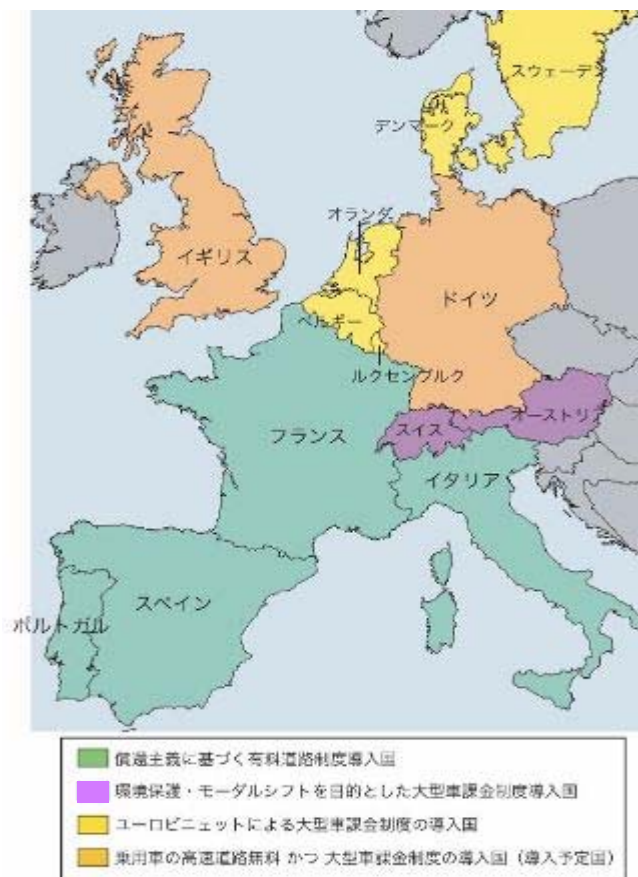 スウェーデン
デンマーク
オランダ
イギリス
ドイツ
ベルギー
ルクセンブルク
オーストリア
スイス
フランス
イタリア
スペイン
ポルトガル
償還主義に基づく有料道路制度導入国
環境保護・モーダルシフトを目的とした大型車課金制度導入国
ユーロビニェットによる大型車課金制度の導入国
乗用車の高速道路無料 かつ 大型車課金制度の導入国（導入予定国）